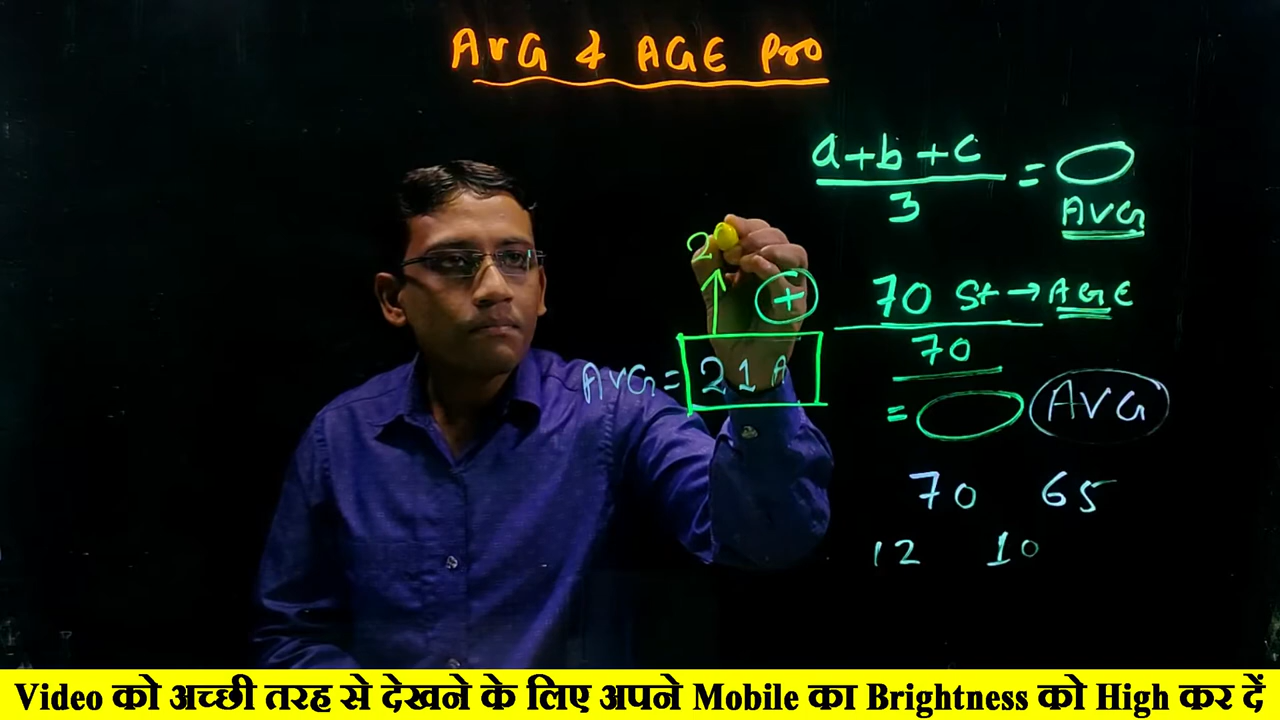 AVG & AGE Pro
a+b+c
3
=
AVG
2
+
70 St → AGE
70
AVG = 21 A
= AVG
70 65
12 10
Video को अच्छी तरह से देखने के लिए अपने Mobile का Brightness को High कर दें